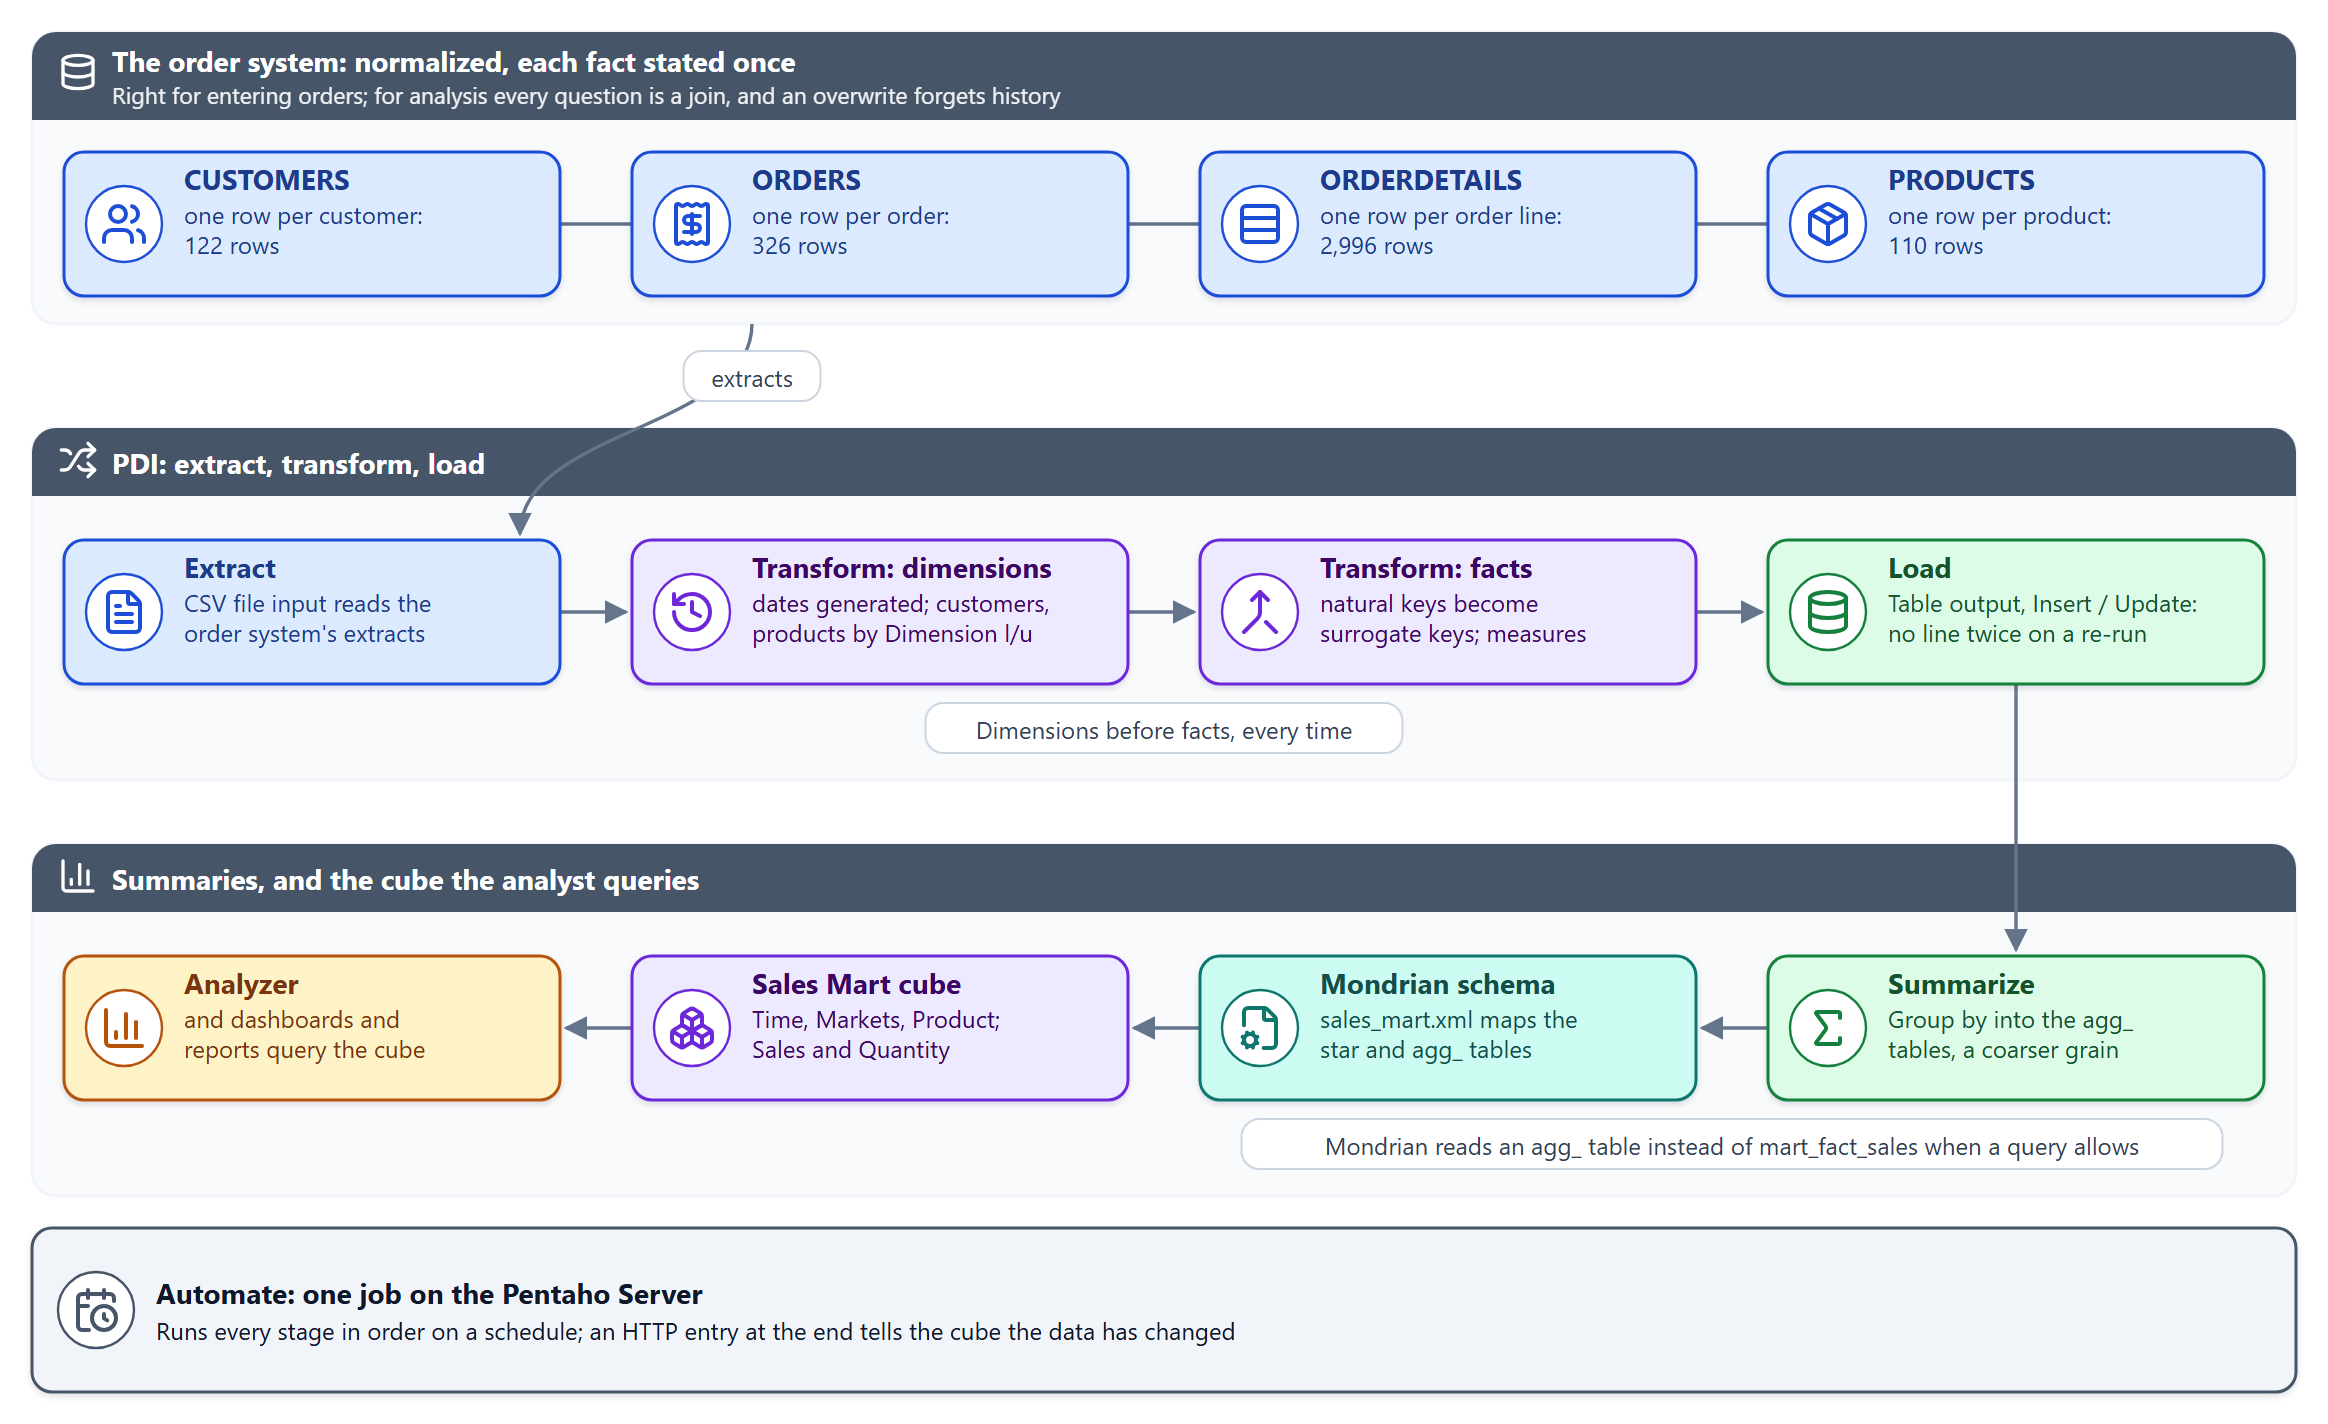 The order system: normalized, each fact stated once
Right for entering orders; for analysis every question is a join, and an overwrite forgets history
CUSTOMERS
one row per customer:
122 rows
ORDERS
one row per order:
326 rows
ORDERDETAILS
one row per order line:
2,996 rows
PRODUCTS
one row per product:
110 rows
extracts
PDI: extract, transform, load
Extract
CSV file input reads the
order system's extracts
Transform: dimensions
dates generated; customers,
products by Dimension l/u
Transform: facts
natural keys become
surrogate keys; measures
Load
Table output, Insert / Update:
no line twice on a re-run
Dimensions before facts, every time
Summaries, and the cube the analyst queries
Analyzer
and dashboards and
reports query the cube
Sales Mart cube
Time, Markets, Product;
Sales and Quantity
Mondrian schema
sales_mart.xml maps the
star and agg_ tables
Summarize
Group by into the agg_
tables, a coarser grain
Mondrian reads an agg_ table instead of mart_fact_sales when a query allows
Automate: one job on the Pentaho Server
Runs every stage in order on a schedule; an HTTP entry at the end tells the cube the data has changed